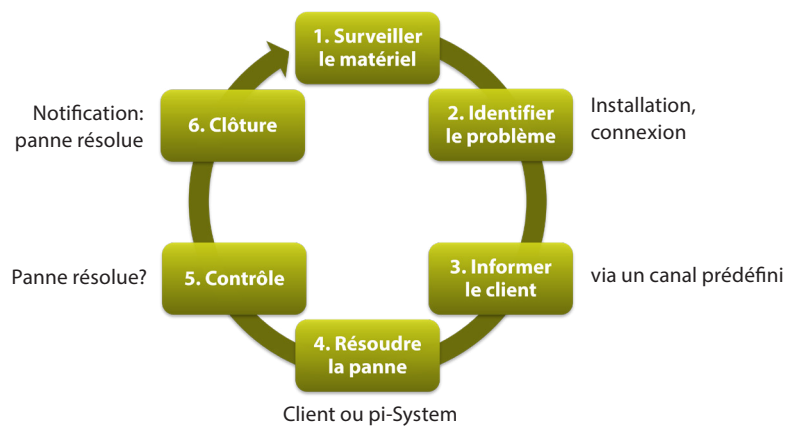 1. Surveiller
le matériel
2. Identifier
le problème
Installation,
connexion
3. Informer
le client
via un canal prédéfini
4. Résoudre
la panne
Client ou pi-System
5. Contrôle
Panne résolue?
6. Clôture
Notification:
panne résolue